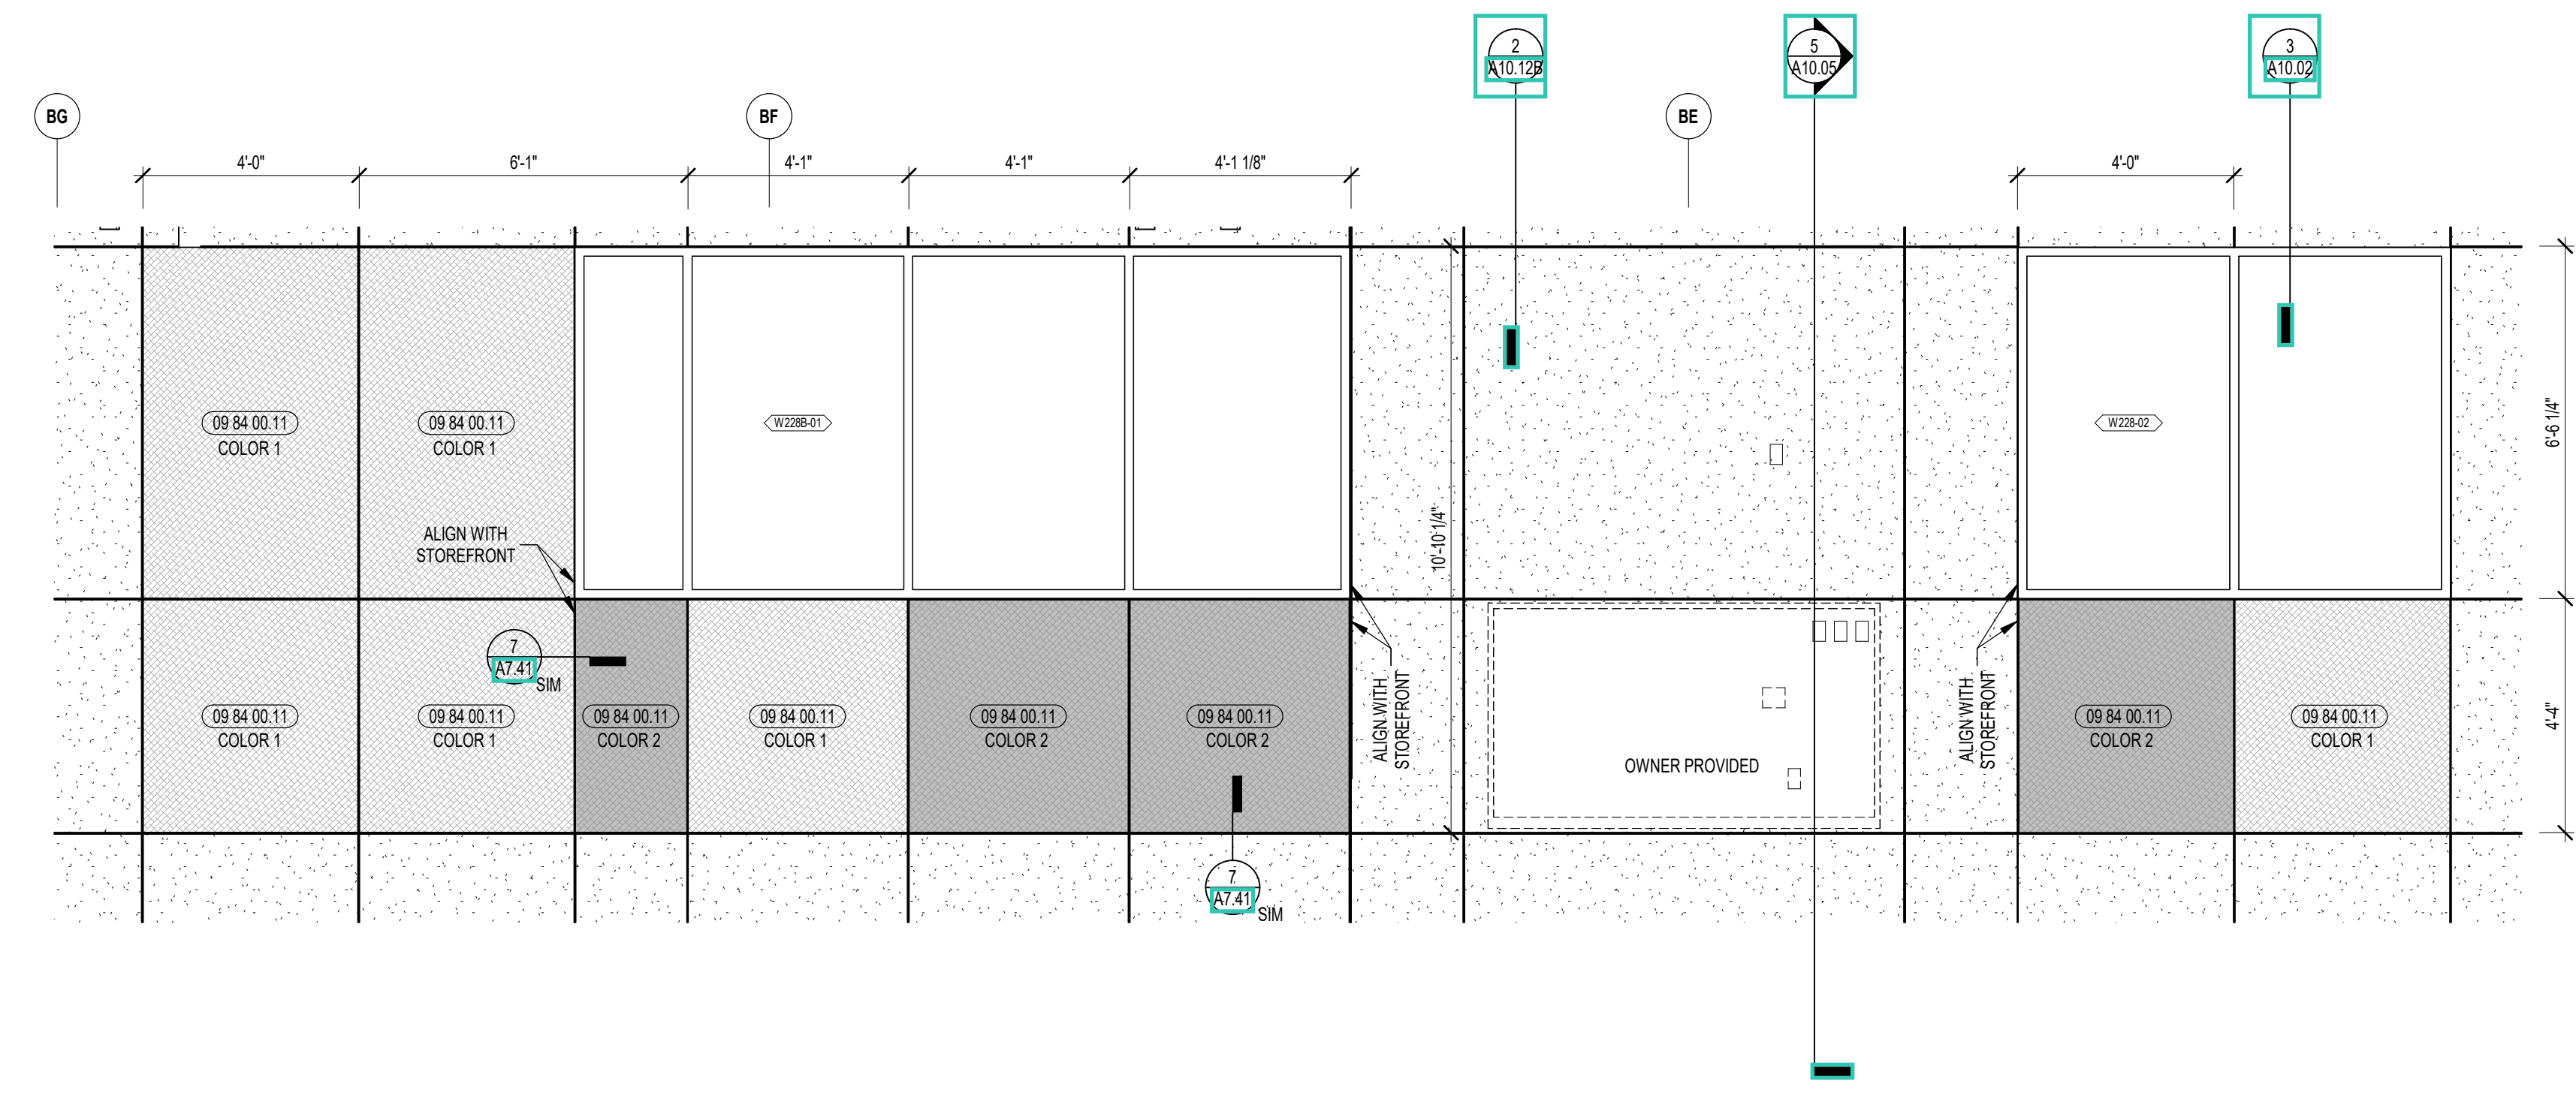 2
A10.12B
5
A10.05
3
A10.02
BG
BF
BE
4'-0"
6'-1"
4'-1"
4'-1"
4'-1 1/8"
4'-0"
09 84 00.11
COLOR 1
09 84 00.11
COLOR 1
W228B-01
W228-02
6'-6 1/4"
10'-10 1/4"
ALIGN WITH
STOREFRONT
7
A7.41
SIM
09 84 00.11
COLOR 1
09 84 00.11
COLOR 1
09 84 00.11
COLOR 2
09 84 00.11
COLOR 1
09 84 00.11
COLOR 2
09 84 00.11
COLOR 2
ALIGN WITH
STOREFRONT
OWNER PROVIDED
ALIGN WITH
STOREFRONT
09 84 00.11
COLOR 2
09 84 00.11
COLOR 1
4'-4"
7
A7.41
SIM